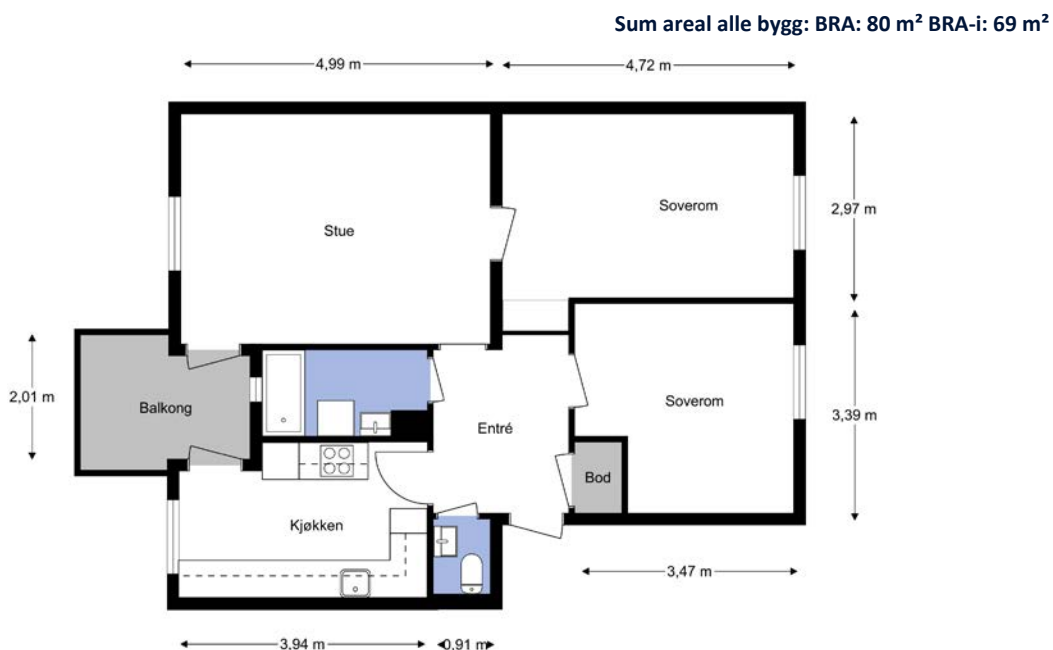 Sum areal alle bygg: BRA: 80 m² BRA-i: 69 m²
4,99 m
4,72 m
Soverom
2,97 m
Stue
2,01 m
Balkong
Soverom
3,39 m
Entré
Bod
Kjøkken
3,47 m
3,94 m
0,91 m